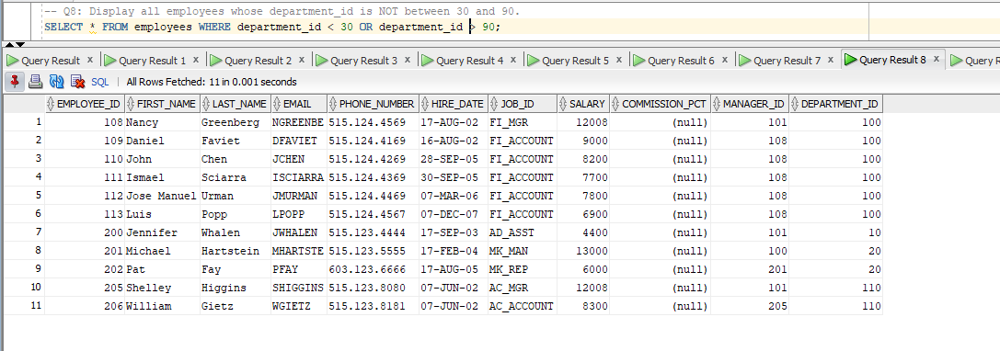 -- Q8: Display all employees whose department_id is NOT between 30 and 90.
SELECT * FROM employees WHERE department_id < 30 OR department_id > 90;
Query Result x Query Result 1 x Query Result 2 x Query Result 3 x Query Result 4 x Query Result 5 x Query Result 6 x Query Result 7 x Query Result 8 x Query R
SQL All Rows Fetched: 11 in 0.001 seconds
EMPLOYEE_ID FIRST_NAME LAST_NAME EMAIL PHONE_NUMBER HIRE_DATE JOB_ID SALARY COMMISSION_PCT MANAGER_ID DEPARTMENT_ID
1 108 Nancy Greenberg NGREENBE 515.124.4569 17-AUG-02 FI_MGR 12008 (null) 101 100
2 109 Daniel Faviet DFAVIET 515.124.4169 16-AUG-02 FI_ACCOUNT 9000 (null) 108 100
3 110 John Chen JCHEN 515.124.4269 28-SEP-05 FI_ACCOUNT 8200 (null) 108 100
4 111 Ismael Sciarra ISCIARRA 515.124.4369 30-SEP-05 FI_ACCOUNT 7700 (null) 108 100
5 112 Jose Manuel Urman JMURMAN 515.124.4469 07-MAR-06 FI_ACCOUNT 7800 (null) 108 100
6 113 Luis Popp LPOPP 515.124.4567 07-DEC-07 FI_ACCOUNT 6900 (null) 108 100
7 200 Jennifer Whalen JWHALEN 515.123.4444 17-SEP-03 AD_ASST 4400 (null) 101 10
8 201 Michael Hartstein MHARTSTE 515.123.5555 17-FEB-04 MK_MAN 13000 (null) 100 20
9 202 Pat Fay PFAY 603.123.6666 17-AUG-05 MK_REP 6000 (null) 201 20
10 205 Shelley Higgins SHIGGINS 515.123.8080 07-JUN-02 AC_MGR 12008 (null) 101 110
11 206 William Gietz WGIETZ 515.123.8181 07-JUN-02 AC_ACCOUNT 8300 (null) 205 110